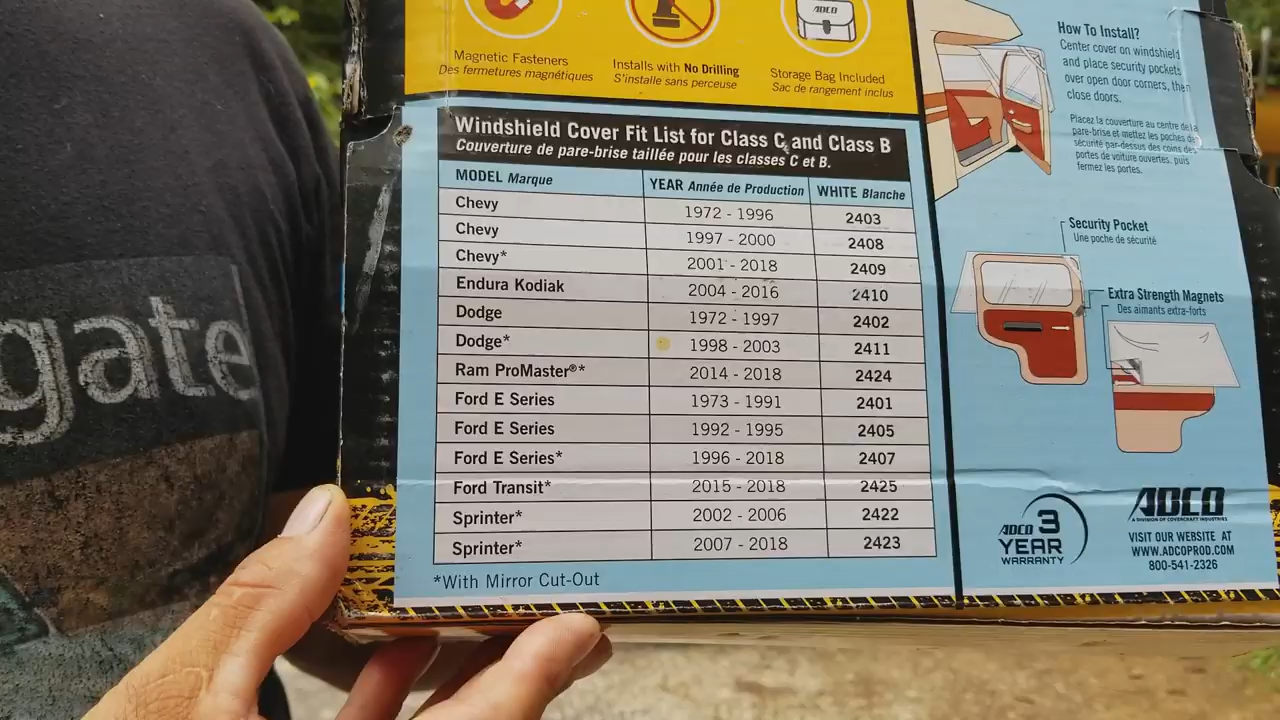 Magnetic Fasteners
Des fermetures magnétiques
Installs with No Drilling
S'installe sans perceuse
ADCO
Storage Bag Included
Sac de rangement inclus
Windshield Cover Fit List for Class C and Class B
Couverture de pare-brise taillée pour les classes C et B.
MODEL Marque YEAR Année de Production WHITE Blanche
Chevy 1972 - 1996 2403
Chevy 1997 - 2000 2408
Chevy* 2001 - 2018 2409
Endura Kodiak 2004 - 2016 2410
Dodge 1972 - 1997 2402
Dodge* 1998 - 2003 2411
Ram ProMaster®* 2014 - 2018 2424
Ford E Series 1973 - 1991 2401
Ford E Series 1992 - 1995 2405
Ford E Series* 1996 - 2018 2407
Ford Transit* 2015 - 2018 2425
Sprinter* 2002 - 2006 2422
Sprinter* 2007 - 2018 2423
*With Mirror Cut-Out
How To Install?
Center cover on windshield
and place security pockets
over open door corners, then
close doors.
Placez la couverture au centre de la
pare-brise et mettez les poches de
sécurité par-dessus des coins des
portes de voiture ouvertes, puis
fermez les portes.
Security Pocket
Une poche de sécurité
Extra Strength Magnets
Des aimants extra-forts
ADCO 3
YEAR
WARRANTY
ADCO
A DIVISION OF COVERCRAFT INDUSTRIES
VISIT OUR WEBSITE AT
WWW.ADCOPROD.COM
800-541-2326
gate